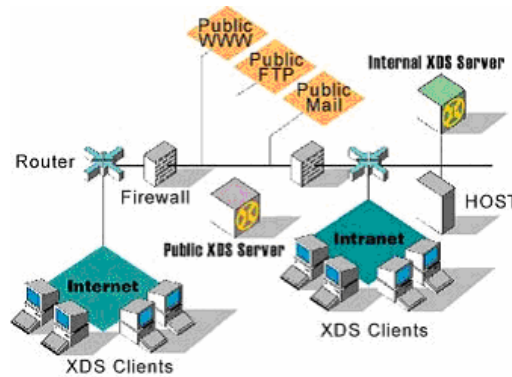 Public
WWW
Public
FTP
Public
Mail
Internal XDS Server
Router
Firewall
HOST
Public XDS Server
Intranet
Internet
XDS Clients
XDS Clients